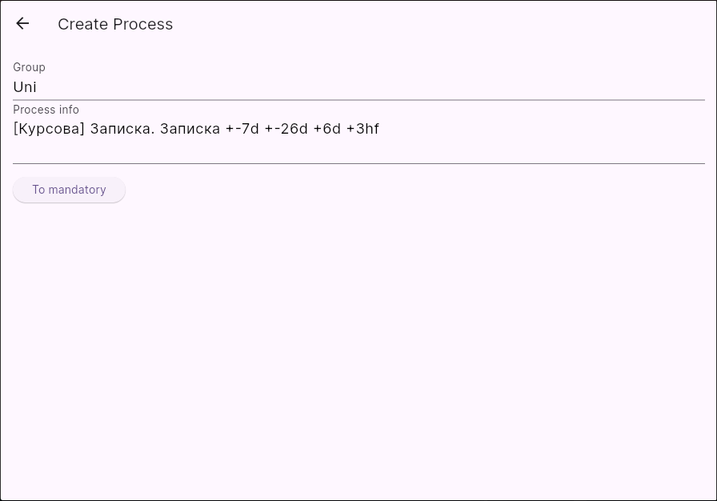 Create Process
Group
Uni
Process info
[Курсова] Записка. Записка +-7d +-26d +6d +3hf
To mandatory